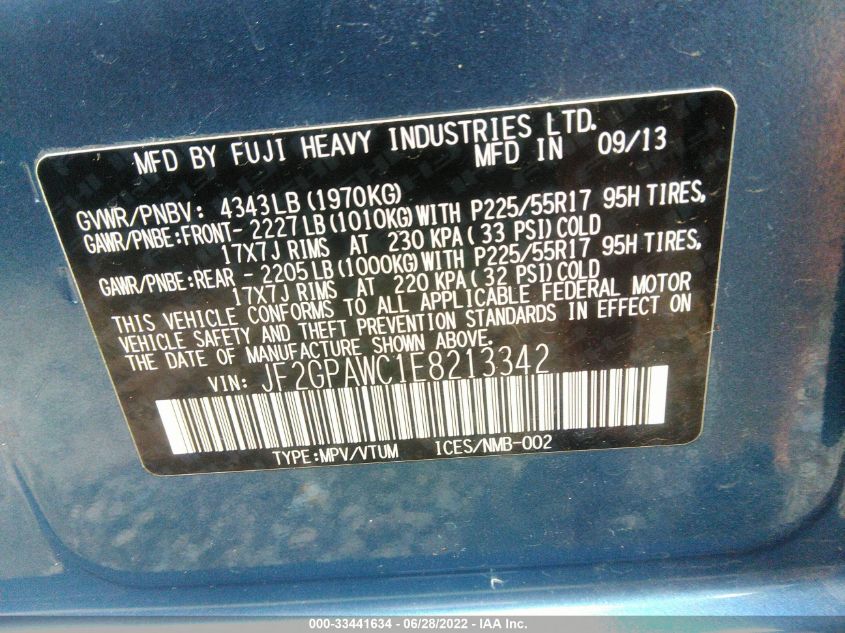 MFD BY FUJI HEAVY INDUSTRIES LTD.
MFD IN 09/13
GVWR/PNBV: 4343LB(1970KG)
GAWR/PNBE:FRONT- 2227LB(1010KG)WITH P225/55R17 95H TIRES,
17X7J RIMS AT 230 KPA(33 PSI)COLD
GAWR/PNBE:REAR - 2205LB(1000KG)WITH P225/55R17 95H TIRES,
17X7J RIMS AT 220 KPA(32 PSI)COLD
THIS VEHICLE CONFORMS TO ALL APPLICABLE FEDERAL MOTOR
VEHICLE SAFETY AND THEFT PREVENTION STANDARDS IN EFFECT ON
THE DATE OF MANUFACTURE SHOWN ABOVE.
VIN: JF2GPAWC1E8213342
TYPE:MPV/VTUM ICES/NMB-002
000-33441634 - 06/28/2022 - IAA Inc.